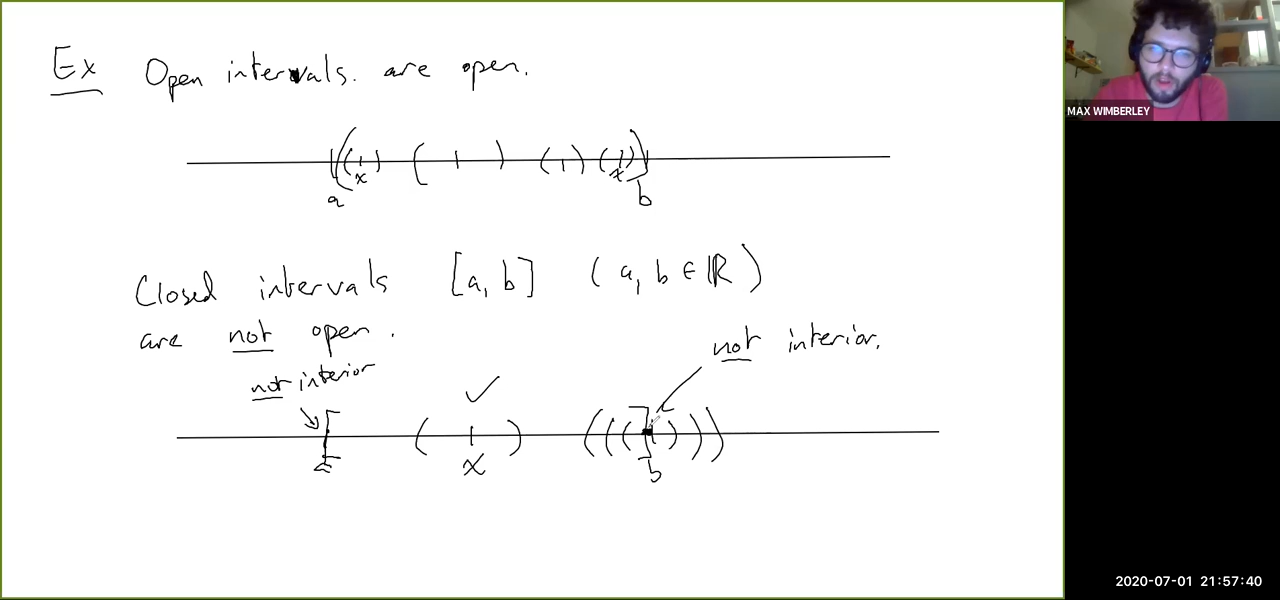 Ex Open intervals. are open.
( ( x ) ( ) ( ) ( x ) )
a b
Closed intervals [a, b] (a, b ∈ ℝ)
are not open.
not interior.
not interior
✓
[ ( ) ( ( ( ] ( ) ) )
a x b
MAX WIMBERLEY
2020-07-01 21:57:40